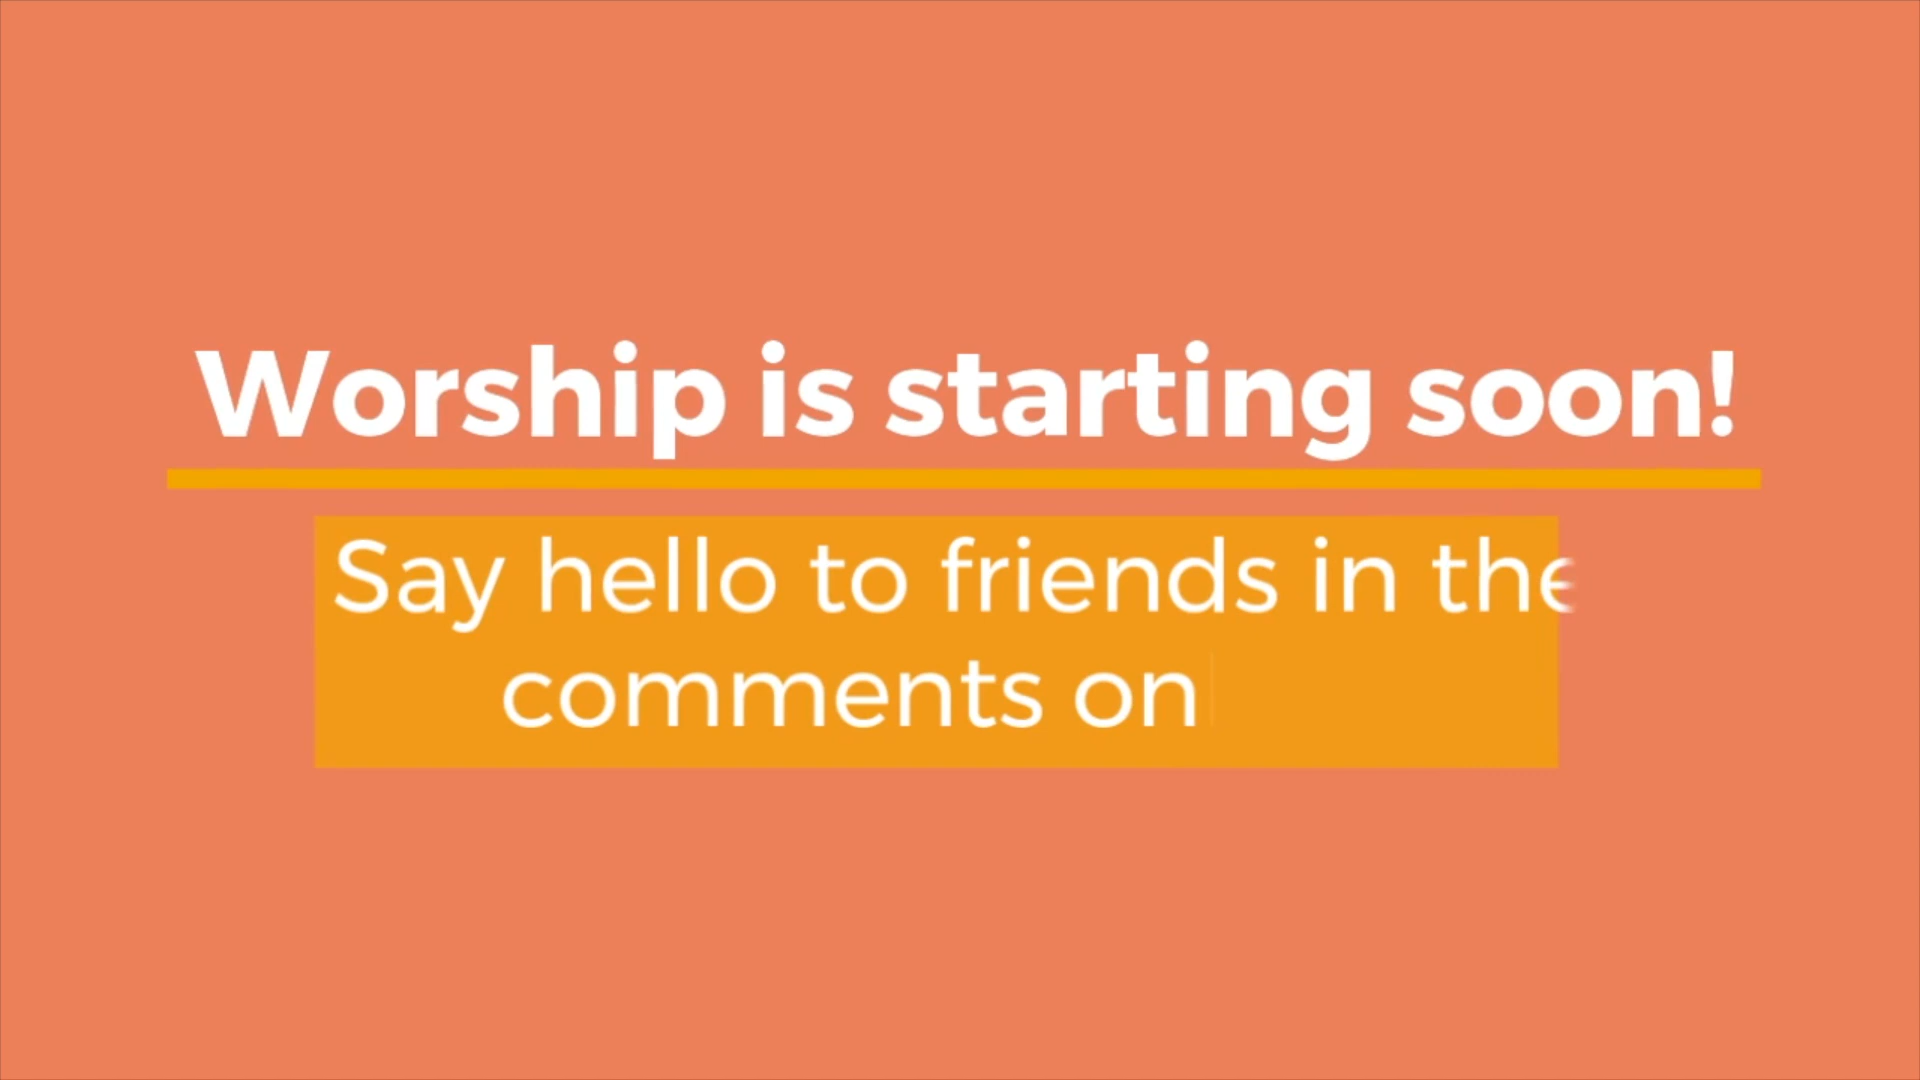 Worship is starting soon!
Say hello to friends in the
comments on